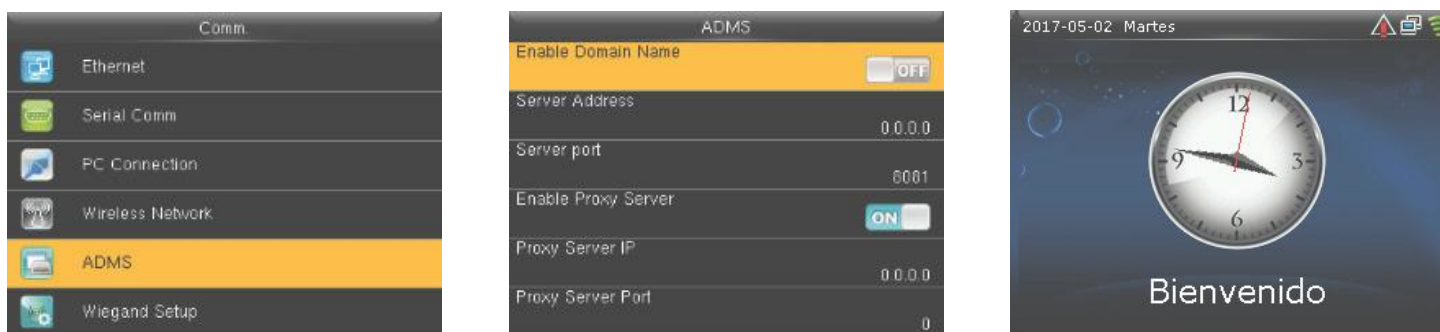 Comm.
Ethernet
Serial Comm
PC Connection
Wireless Network
ADMS
Wiegand Setup
ADMS
Enable Domain Name
OFF
Server Address
0.0.0.0
Server port
8081
Enable Proxy Server
ON
Proxy Server IP
0.0.0.0
Proxy Server Port
0
2017-05-02 Martes
12
9
3
6
Bienvenido